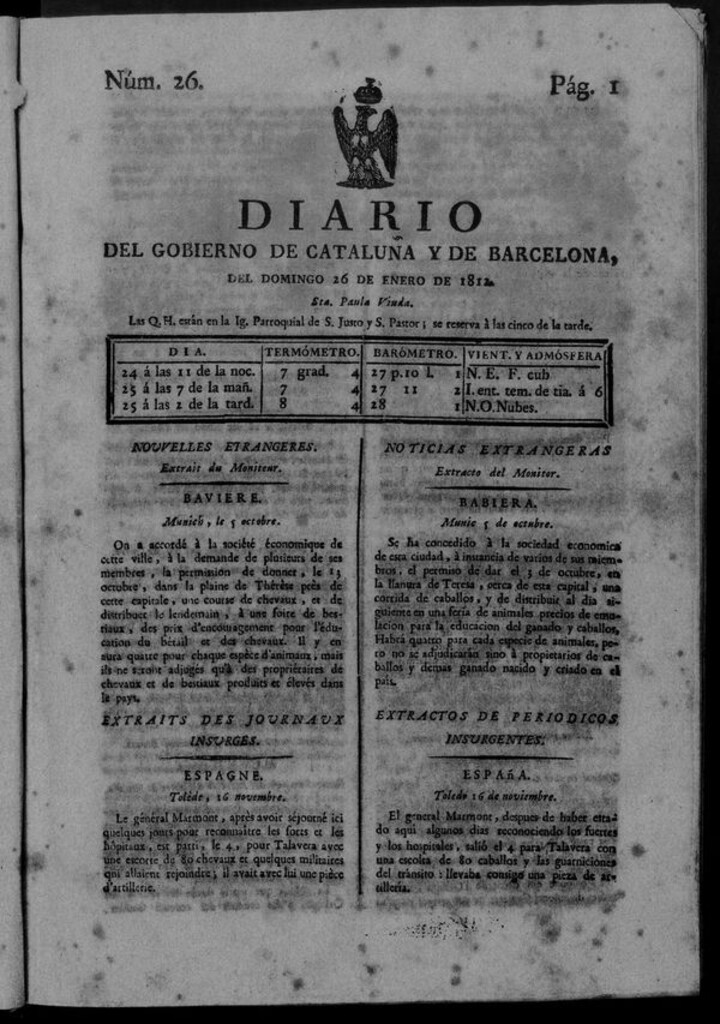 Núm. 26.
Pág. 1
DIARIO
DEL GOBIERNO DE CATALUÑA Y DE BARCELONA,
DEL DOMINGO 26 DE ENERO DE 1812.
Sta. Paula Viuda.
Las Q.H. están en la Ig. Parroquial de S. Justo y S. Pastor; se reserva á las cinco de la tarde.
DIA. TERMÓMETRO. BARÓMETRO. VIENT. Y ADMÓSFERA
24 á las 11 de la noc. 7 grad. 4 27 p. 10 l. 1 N. E. F. cub
25 á las 7 de la mañ. 7 4 27 11 2 I. ent. tem. de tia. á 6
25 á las 2 de la tard. 8 4 28 1 N.O.Nubes.
NOUVELLES ETRANGERES.
Extrait du Moniteur.
BAVIERE.
Munich, le 5 octobre.
On a accordé à la société économique de
cette ville, à la demande de plusieurs de ses
membres, la permission de donner, le 13
octobre, dans la plaine de Thérèse près de
cette capitale, une course de chevaux, et de
distribuer le lendemain, à une foire de bes-
tiaux, des prix d'encouragement pour l'édu-
cation du bétail et des chevaux. Il y en
aura quatre pour chaque espèce d'animaux, mais
ils ne seront adjugés qu'à des propriétaires de
chevaux et de bestiaux produits et élevés dans
le pays.
EXTRAITS DES JOURNAUX
INSURGES.
ESPAGNE.
Tolède, 16 novembre.
Le général Marmont, après avoir séjourné ici
quelques jours pour reconnaître les forts et les
hôpitaux, est parti, le 4, pour Talavera avec
une escorte de 80 chevaux et quelques militaires
qui allaient rejoindre; il avait avec lui une pièce
d'artillerie.
NOTICIAS EXTRANGERAS
Extracto del Monitor.
BABIERA.
Munic 5 de octubre.
Se ha concedido à la sociedad economica
de esta ciudad, à instancia de varios de sus miem-
bros, el permiso de dar el 3 de octubre, en
la llanura de Teresa, cerca de esta capital, una
corrida de caballos, y de distribuir al dia si-
guiente en una feria de animales precios de emu-
lacion para la educacion del ganado y caballos.
Habrá quatro para cada especie de animales, pe-
ro no se adjudicarán sino à propietarios de ca-
ballos y demas ganado nacido y criado en el
pais.
EXTRACTOS DE PERIODICOS
INSURGENTES.
ESPAñA.
Toledo 16 de noviembre.
El general Marmont, despues de haber esta-
do aqui algunos dias reconociendo los fuertes
y los hospitales, salió el 4 para Talavera con
una escolta de 80 caballos y las guarniciones
del tránsito: llevaba consigo una pieza de ar-
tilleria.